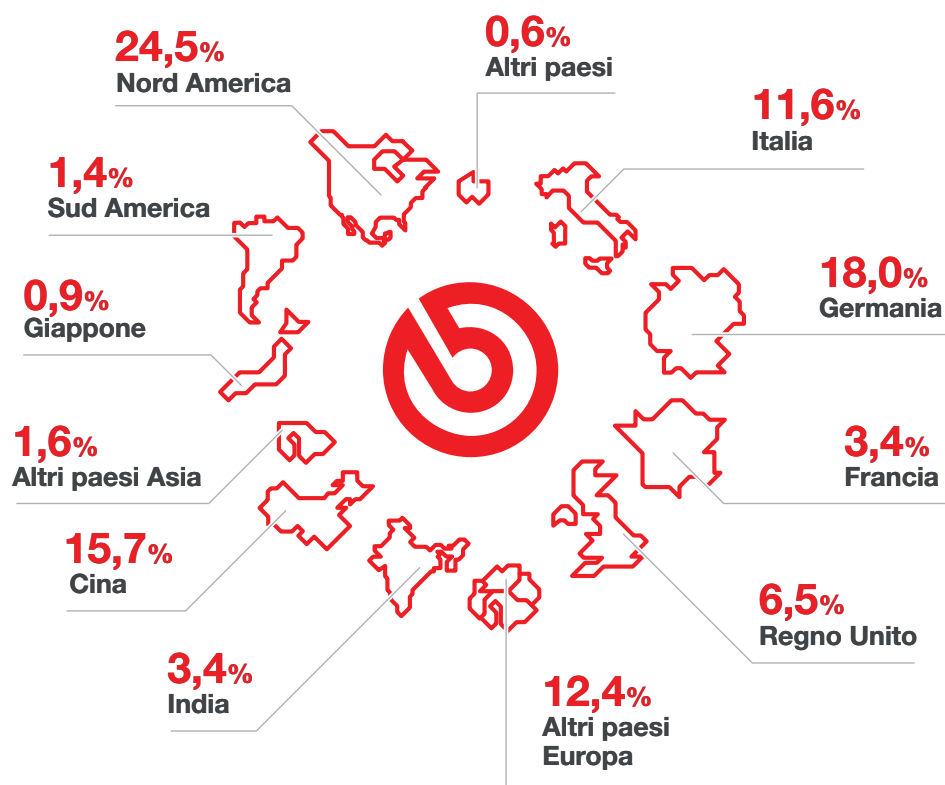 24,5%
Nord America
0,6%
Altri paesi
11,6%
Italia
1,4%
Sud America
18,0%
Germania
0,9%
Giappone
1,6%
Altri paesi Asia
3,4%
Francia
15,7%
Cina
6,5%
Regno Unito
3,4%
India
12,4%
Altri paesi
Europa